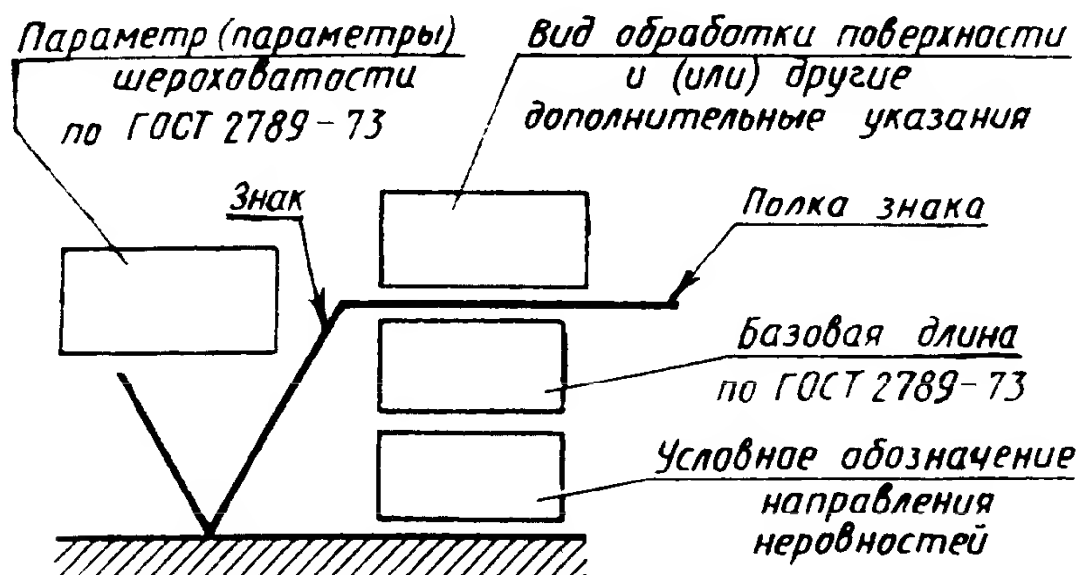 Параметр (параметры)
шероховатости
по ГОСТ 2789-73
Вид обработки поверхности
и (или) другие
дополнительные указания
Знак
Полка знака
Базовая длина
по ГОСТ 2789-73
Условное обозначение
направления
неровностей